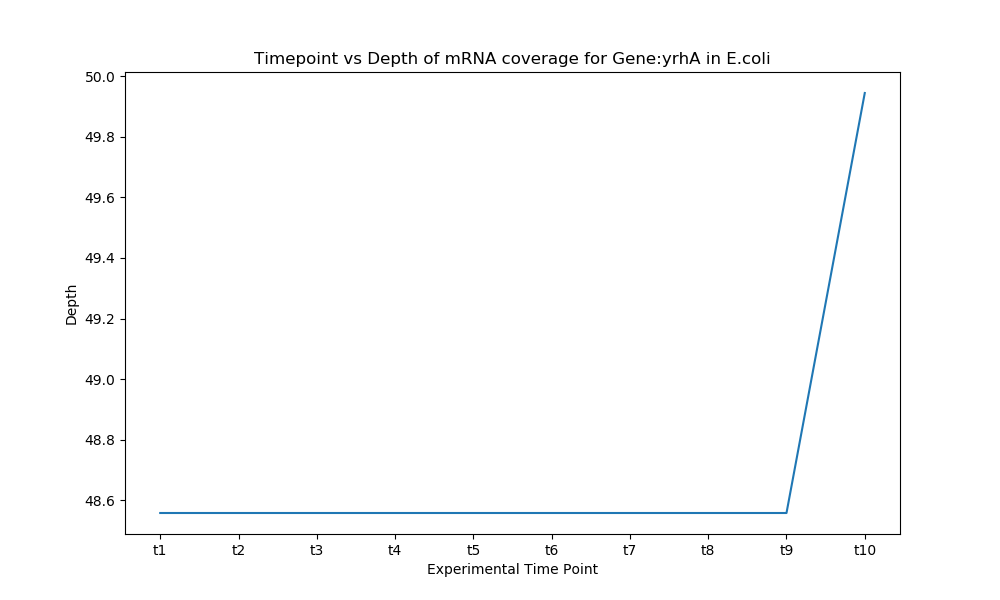 Timepoint vs Depth of mRNA coverage for Gene:yrhA in E.coli
50.0
49.8
49.6
49.4
49.2
49.0
48.8
48.6
Depth
t1 t2 t3 t4 t5 t6 t7 t8 t9 t10
Experimental Time Point